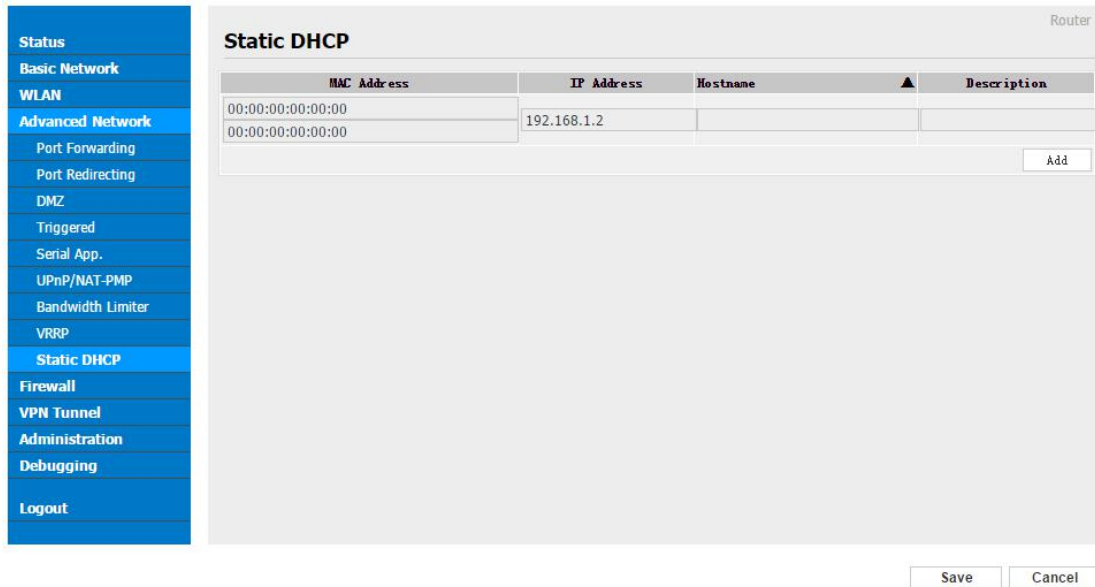 Router
Status
Basic Network
WLAN
Advanced Network
Port Forwarding
Port Redirecting
DMZ
Triggered
Serial App.
UPnP/NAT-PMP
Bandwidth Limiter
VRRP
Static DHCP
Firewall
VPN Tunnel
Administration
Debugging
Logout
Static DHCP
MAC Address IP Address Hostname Description
00:00:00:00:00:00
00:00:00:00:00:00
192.168.1.2
Add
Save Cancel